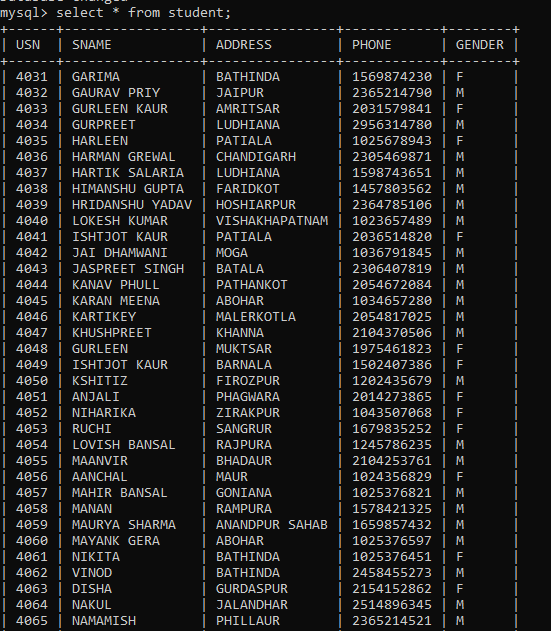 mysql> select * from student;
| USN | SNAME | ADDRESS | PHONE | GENDER |
| 4031 | GARIMA | BATHINDA | 1569874230 | F |
| 4032 | GAURAV PRIY | JAIPUR | 2365214790 | M |
| 4033 | GURLEEN KAUR | AMRITSAR | 2031579841 | F |
| 4034 | GURPREET | LUDHIANA | 2956314780 | M |
| 4035 | HARLEEN | PATIALA | 1025678943 | F |
| 4036 | HARMAN GREWAL | CHANDIGARH | 2305469871 | M |
| 4037 | HARTIK SALARIA | LUDHIANA | 1598743651 | M |
| 4038 | HIMANSHU GUPTA | FARIDKOT | 1457803562 | M |
| 4039 | HRIDANSHU YADAV | HOSHIARPUR | 2364785106 | M |
| 4040 | LOKESH KUMAR | VISHAKHAPATNAM | 1023657489 | M |
| 4041 | ISHTJOT KAUR | PATIALA | 2036514820 | F |
| 4042 | JAI DHAMWANI | MOGA | 1036791845 | M |
| 4043 | JASPREET SINGH | BATALA | 2306407819 | M |
| 4044 | KANAV PHULL | PATHANKOT | 2054672084 | M |
| 4045 | KARAN MEENA | ABOHAR | 1034657280 | M |
| 4046 | KARTIKEY | MALERKOTLA | 2054817025 | M |
| 4047 | KHUSHPREET | KHANNA | 2104370506 | M |
| 4048 | GURLEEN | MUKTSAR | 1975461823 | F |
| 4049 | ISHTJOT KAUR | BARNALA | 1502407386 | F |
| 4050 | KSHITIZ | FIROZPUR | 1202435679 | M |
| 4051 | ANJALI | PHAGWARA | 2014273865 | F |
| 4052 | NIHARIKA | ZIRAKPUR | 1043507068 | F |
| 4053 | RUCHI | SANGRUR | 1679835252 | F |
| 4054 | LOVISH BANSAL | RAJPURA | 1245786235 | M |
| 4055 | MAANVIR | BHADAUR | 2104253761 | M |
| 4056 | AANCHAL | MAUR | 1024356829 | F |
| 4057 | MAHIR BANSAL | GONIANA | 1025376821 | M |
| 4058 | MANAN | RAMPURA | 1578421325 | M |
| 4059 | MAURYA SHARMA | ANANDPUR SAHAB | 1659857432 | M |
| 4060 | MAYANK GERA | ABOHAR | 1025376597 | M |
| 4061 | NIKITA | BATHINDA | 1025376451 | F |
| 4062 | VINOD | BATHINDA | 2458455273 | M |
| 4063 | DISHA | GURDASPUR | 2154152862 | F |
| 4064 | NAKUL | JALANDHAR | 2514896345 | M |
| 4065 | NAMAMISH | PHILLAUR | 2365214521 | M |